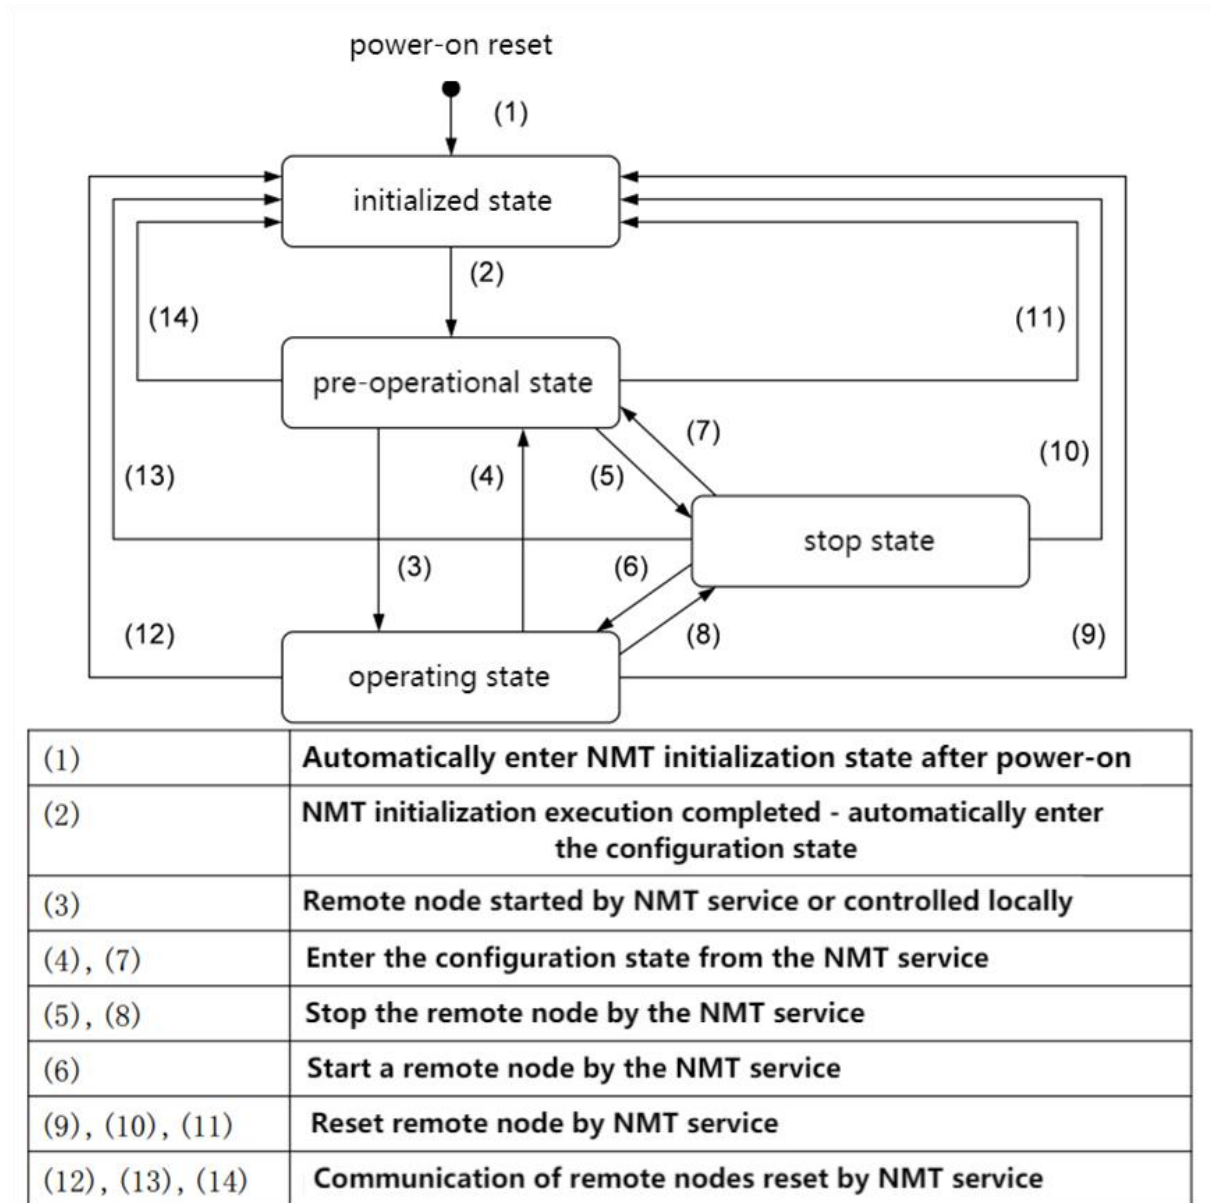 power-on reset
(1)
initialized state
(2)
(14)
(11)
pre-operational state
(7)
(13)
(4)
(5)
(10)
stop state
(3)
(6)
(12)
(8)
(9)
operating state
(1) Automatically enter NMT initialization state after power-on
(2) NMT initialization execution completed - automatically enter
the configuration state
(3) Remote node started by NMT service or controlled locally
(4), (7) Enter the configuration state from the NMT service
(5), (8) Stop the remote node by the NMT service
(6) Start a remote node by the NMT service
(9), (10), (11) Reset remote node by NMT service
(12), (13), (14) Communication of remote nodes reset by NMT service